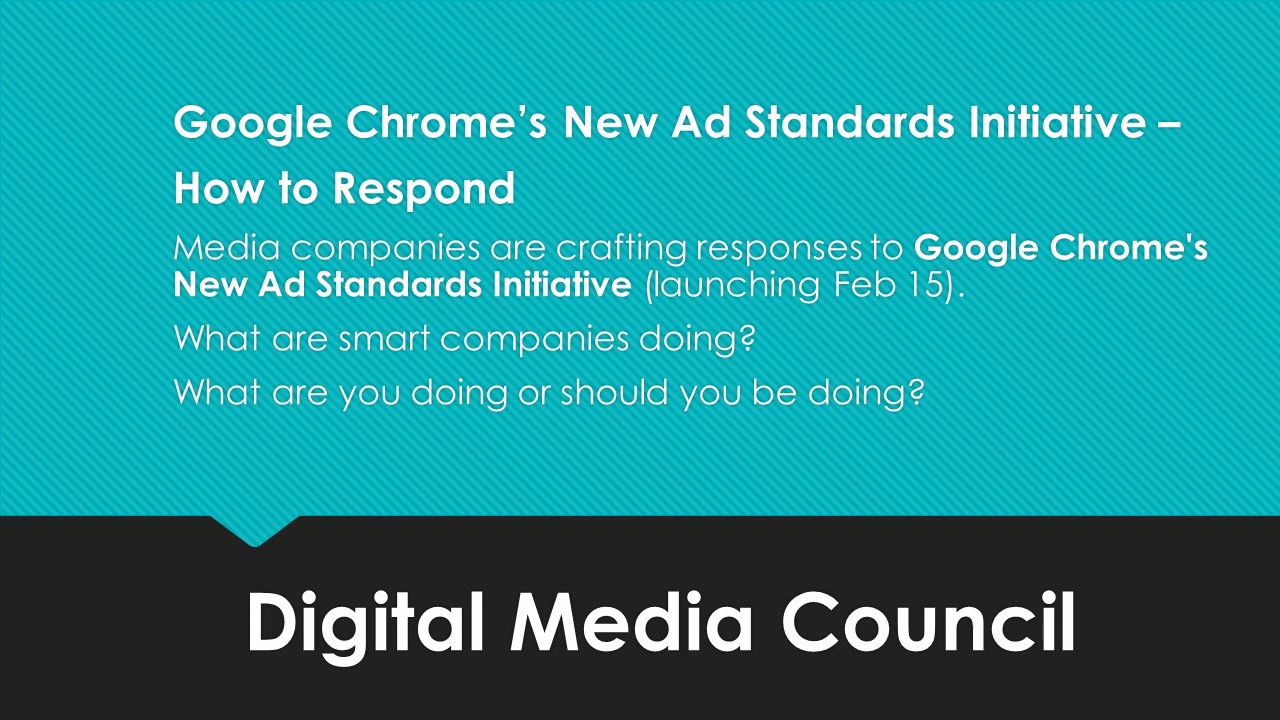 Google Chrome’s New Ad Standards Initiative –
How to Respond
Media companies are crafting responses to Google Chrome's
New Ad Standards Initiative (launching Feb 15).
What are smart companies doing?
What are you doing or should you be doing?
Digital Media Council